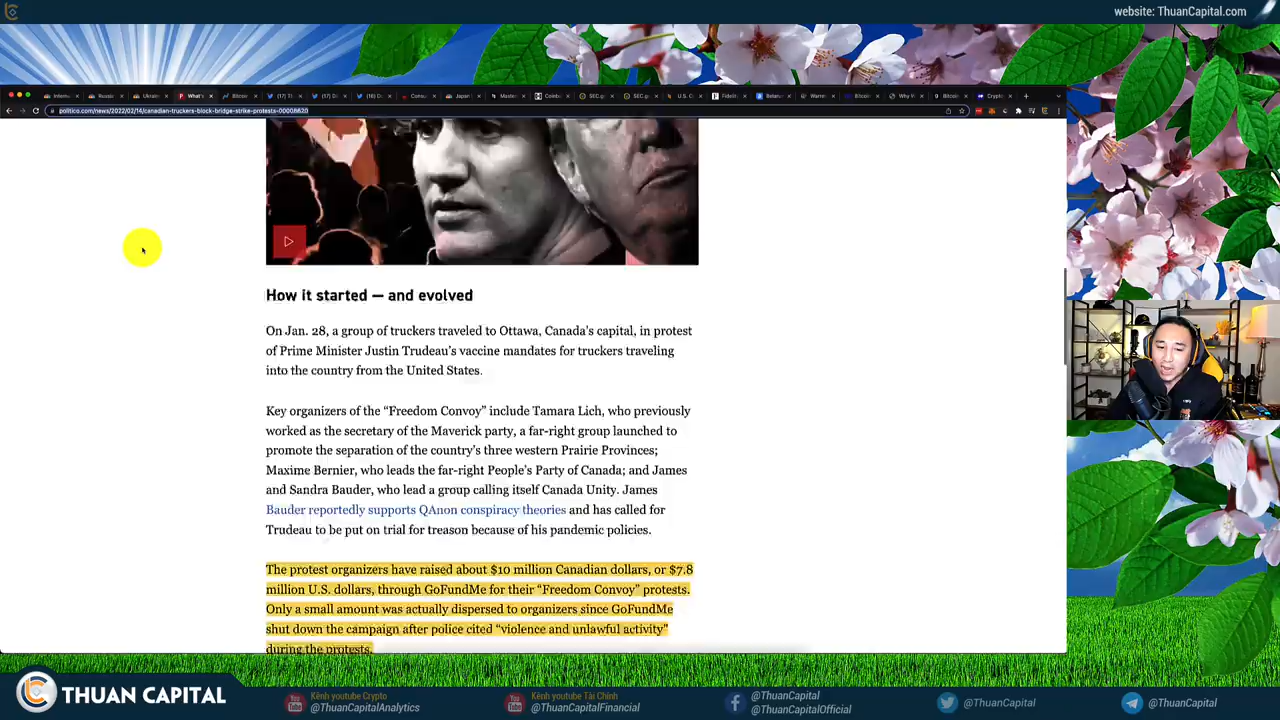 website: ThuanCapital.com
politico.com/news/2022/02/14/canadian-truckers-block-bridge-strike-protests-00008620
How it started — and evolved
On Jan. 28, a group of truckers traveled to Ottawa, Canada's capital, in protest
of Prime Minister Justin Trudeau's vaccine mandates for truckers traveling
into the country from the United States.
Key organizers of the “Freedom Convoy” include Tamara Lich, who previously
worked as the secretary of the Maverick party, a far-right group launched to
promote the separation of the country's three western Prairie Provinces;
Maxime Bernier, who leads the far-right People's Party of Canada; and James
and Sandra Bauder, who lead a group calling itself Canada Unity. James
Bauder reportedly supports QAnon conspiracy theories and has called for
Trudeau to be put on trial for treason because of his pandemic policies.
The protest organizers have raised about $10 million Canadian dollars, or $7.8
million U.S. dollars, through GoFundMe for their “Freedom Convoy” protests.
Only a small amount was actually dispersed to organizers since GoFundMe
shut down the campaign after police cited “violence and unlawful activity”
during the protests.
THUAN CAPITAL
Kênh youtube Crypto
@ThuanCapitalAnalytics
Kênh youtube Tài Chính
@ThuanCapitalFinancial
@ThuanCapital
@ThuanCapitalOfficial
@ThuanCapital
@ThuanCapital